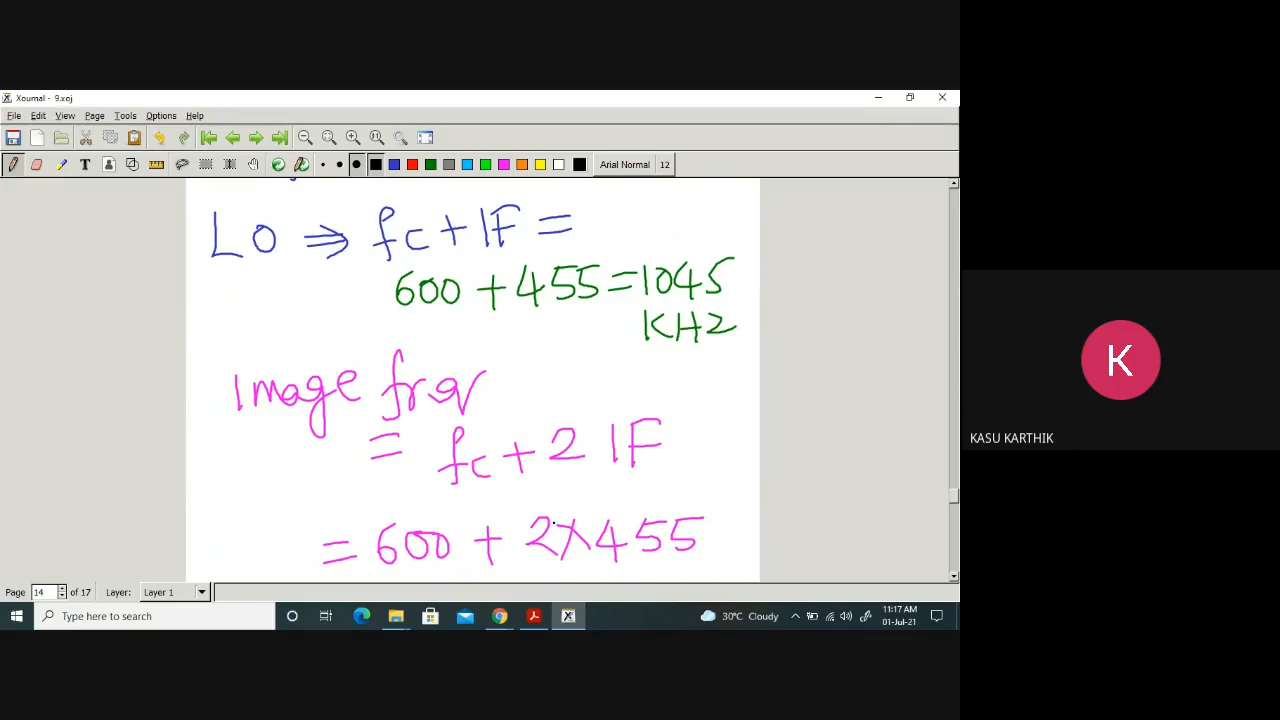 Xournal - 9.xoj
File Edit View Page Tools Options Help
Arial Normal 12
LO ⇒ fc + IF =
600 + 455 = 1045
KHz
Image frq
= fc + 2 IF
= 600 + 2×455
K
KASU KARTHIK
Page 14 of 17 Layer: Layer 1
Type here to search
30°C Cloudy
11:17 AM
01-Jul-21